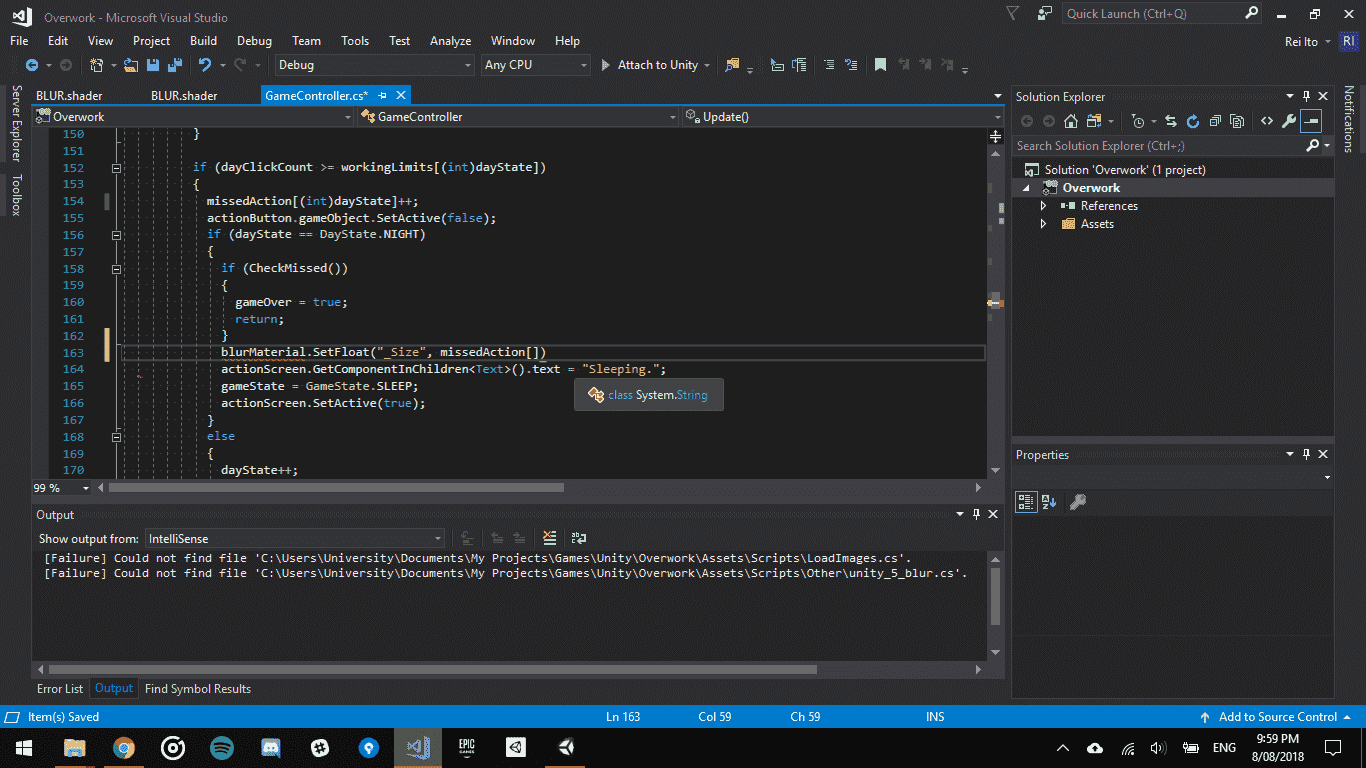 Overwork - Microsoft Visual Studio
Quick Launch (Ctrl+Q)
File Edit View Project Build Debug Team Tools Test Analyze Window Help
Rei Ito RI
Debug Any CPU Attach to Unity
Server Explorer
Toolbox
BLUR.shader BLUR.shader GameController.cs*
Overwork GameController Update()
150 }
151
152 if (dayClickCount >= workingLimits[(int)dayState])
153 {
154 missedAction[(int)dayState]++;
155 actionButton.gameObject.SetActive(false);
156 if (dayState == DayState.NIGHT)
157 {
158 if (CheckMissed())
159 {
160 gameOver = true;
161 return;
162 }
163 blurMaterial.SetFloat("_Size", missedAction[])
164 actionScreen.GetComponentInChildren<Text>().text = "Sleeping.";
165 gameState = GameState.SLEEP;
166 actionScreen.SetActive(true);
167 }
168 else
169 {
170 dayState++;
class System.String
99 %
Output
Show output from: IntelliSense
[Failure] Could not find file 'C:\Users\University\Documents\My Projects\Games\Unity\Overwork\Assets\Scripts\LoadImages.cs'.
[Failure] Could not find file 'C:\Users\University\Documents\My Projects\Games\Unity\Overwork\Assets\Scripts\Other\unity_5_blur.cs'.
Error List Output Find Symbol Results
Solution Explorer
Search Solution Explorer (Ctrl+;)
Solution 'Overwork' (1 project)
Overwork
References
Assets
Properties
Notifications
Item(s) Saved Ln 163 Col 59 Ch 59 INS Add to Source Control
EPIC
GAMES
ENG
9:59 PM
8/08/2018